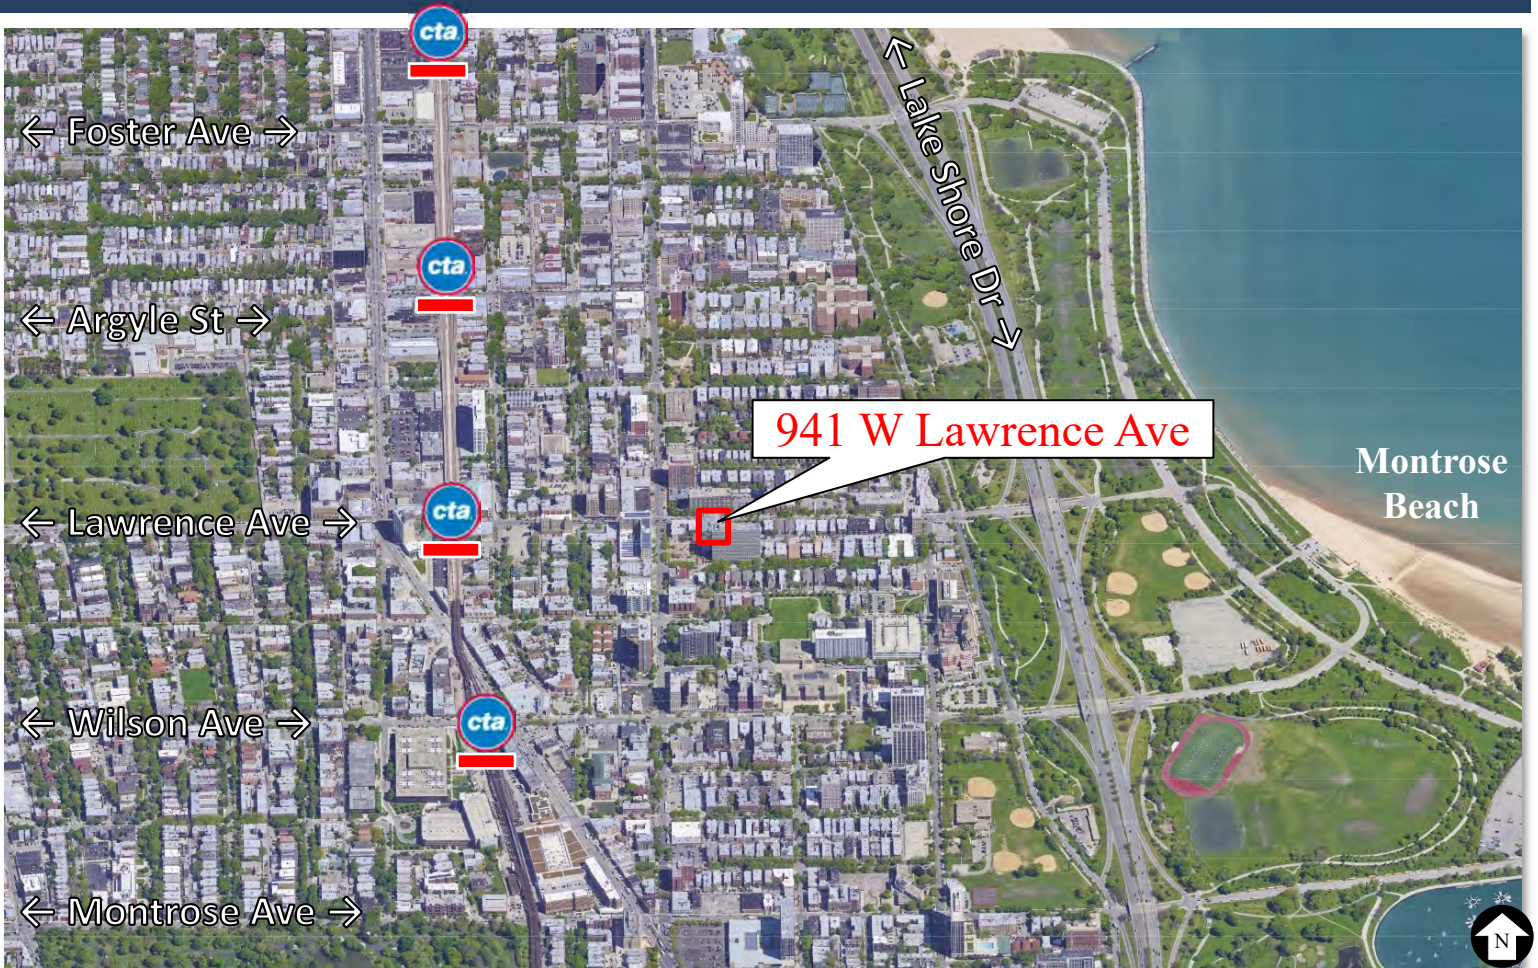 cta
← Foster Ave →
← Lake Shore Dr →
cta
← Argyle St →
941 W Lawrence Ave
Montrose
Beach
cta
← Lawrence Ave →
cta
← Wilson Ave →
← Montrose Ave →
N